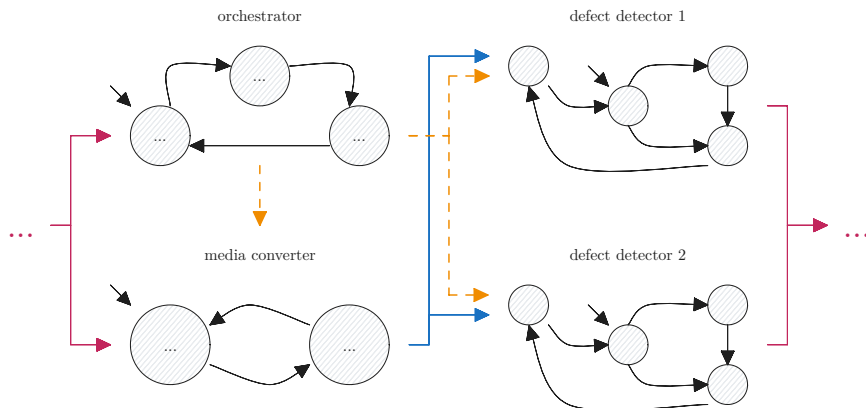 orchestrator
defect detector 1
...
...
...
...
...
media converter
defect detector 2
...
...